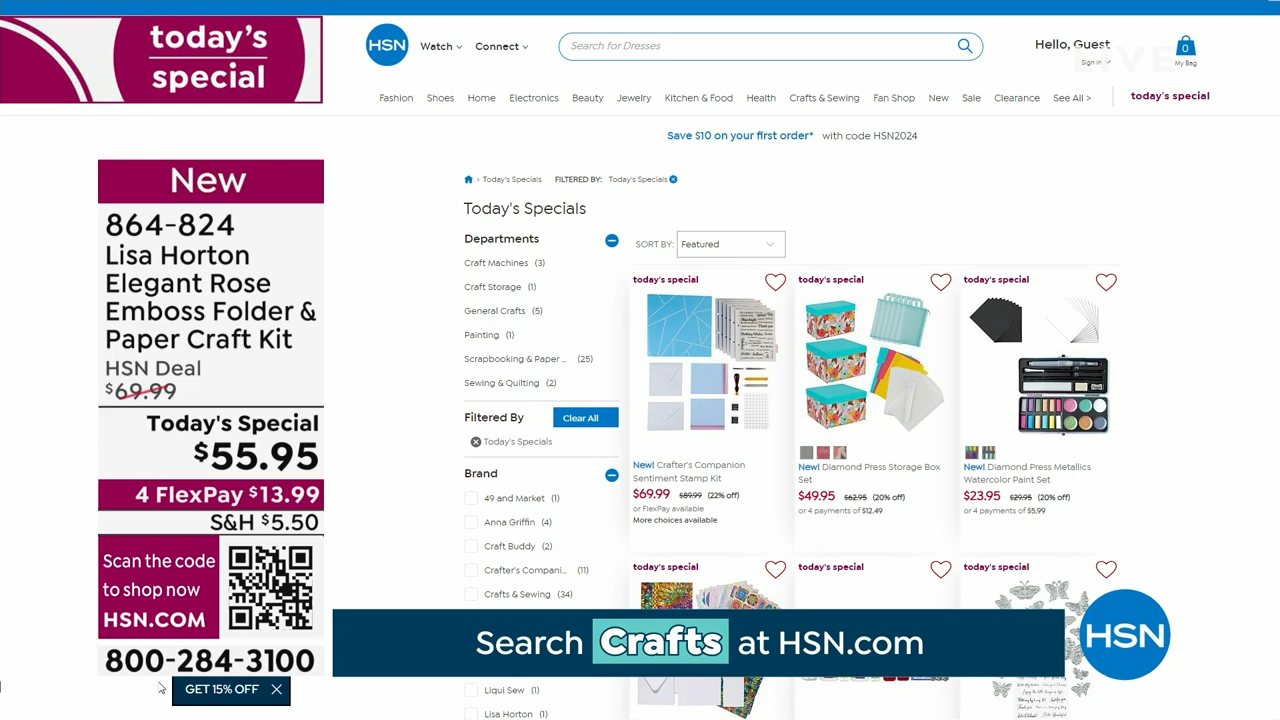 today's
special
HSN
Watch
Connect
Search for Dresses
Hello, Guest
Sign In
0
My Bag
LIVE
Fashion Shoes Home Electronics Beauty Jewelry Kitchen & Food Health Crafts & Sewing Fan Shop New Sale Clearance See All > today's special
Save $10 on your first order* with code HSN2024
New
864-824
Lisa Horton
Elegant Rose
Emboss Folder &
Paper Craft Kit
HSN Deal
$69.99
Today's Special
$55.95
4 FlexPay $13.99
S&H $5.50
Scan the code
to shop now
HSN.COM
800-284-3100
GET 15% OFF
> Today's Specials FILTERED BY: Today's Specials
Today's Specials
Departments
Craft Machines (3)
Craft Storage (1)
General Crafts (5)
Painting (1)
Scrapbooking & Paper ... (25)
Sewing & Quilting (2)
Filtered By
Clear All
Today's Specials
Brand
49 and Market (1)
Anna Griffin (4)
Craft Buddy (2)
Crafter's Compani... (11)
Crafts & Sewing (34)
Liqui Sew (1)
Lisa Horton (1)
SORT BY: Featured
today's special
New! Crafter's Companion
Sentiment Stamp Kit
$69.99 $89.99 (22% off)
or FlexPay available
More choices available
today's special
New! Diamond Press Storage Box
Set
$49.95 $62.95 (20% off)
or 4 payments of $12.49
today's special
New! Diamond Press Metallics
Watercolor Paint Set
$23.95 $29.95 (20% off)
or 4 payments of $5.99
today's special
today's special
today's special
Search Crafts at HSN.com
HSN